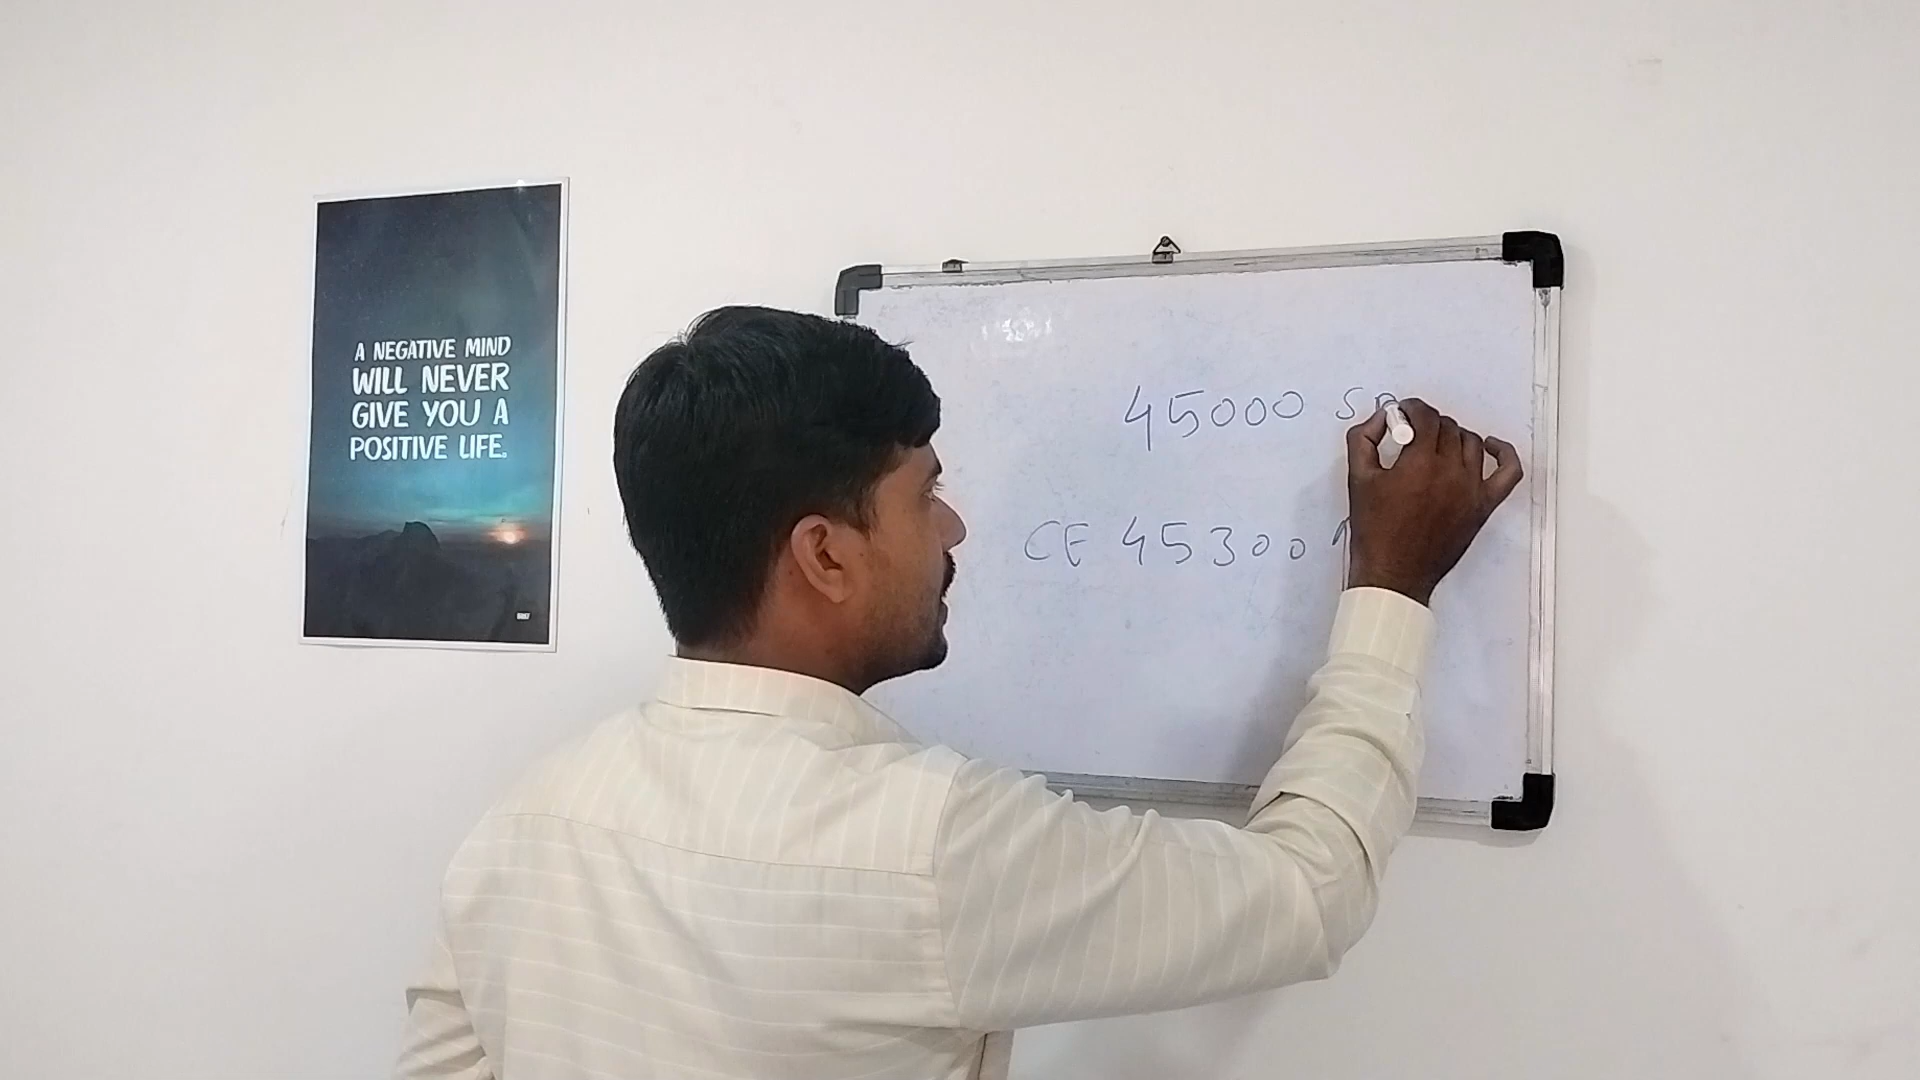 A NEGATIVE MIND
WILL NEVER
GIVE YOU A
POSITIVE LIFE.
45000
CE 45300